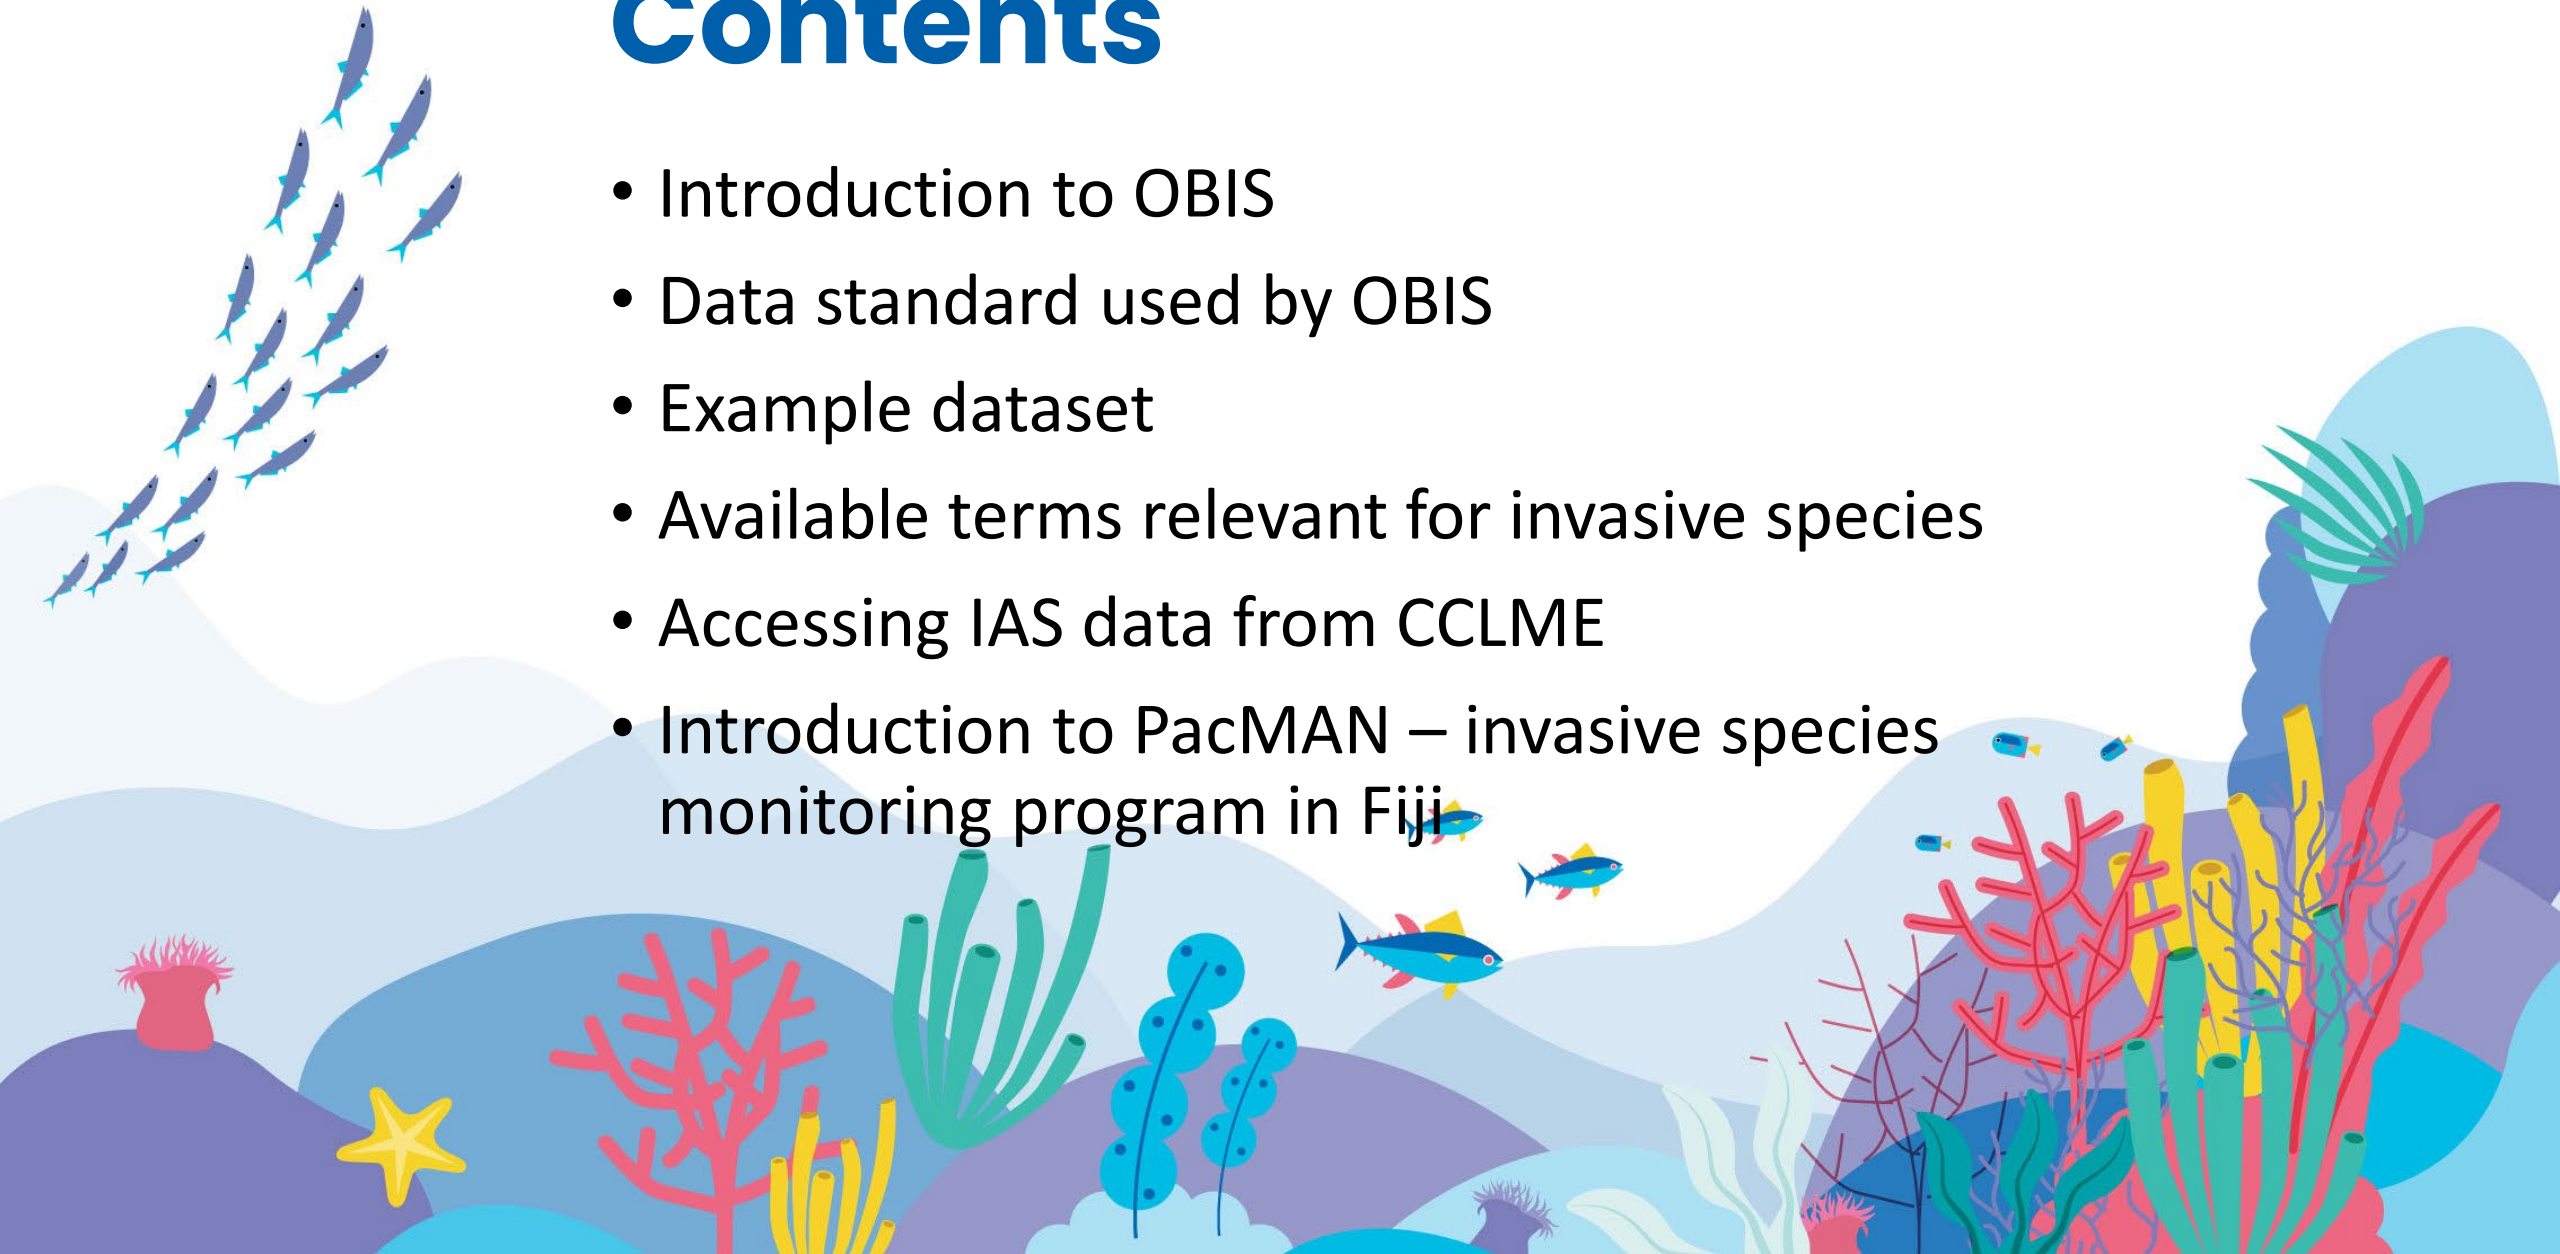 Contents
• Introduction to OBIS
• Data standard used by OBIS
• Example dataset
• Available terms relevant for invasive species
• Accessing IAS data from CCLME
• Introduction to PacMAN – invasive species
monitoring program in Fiji